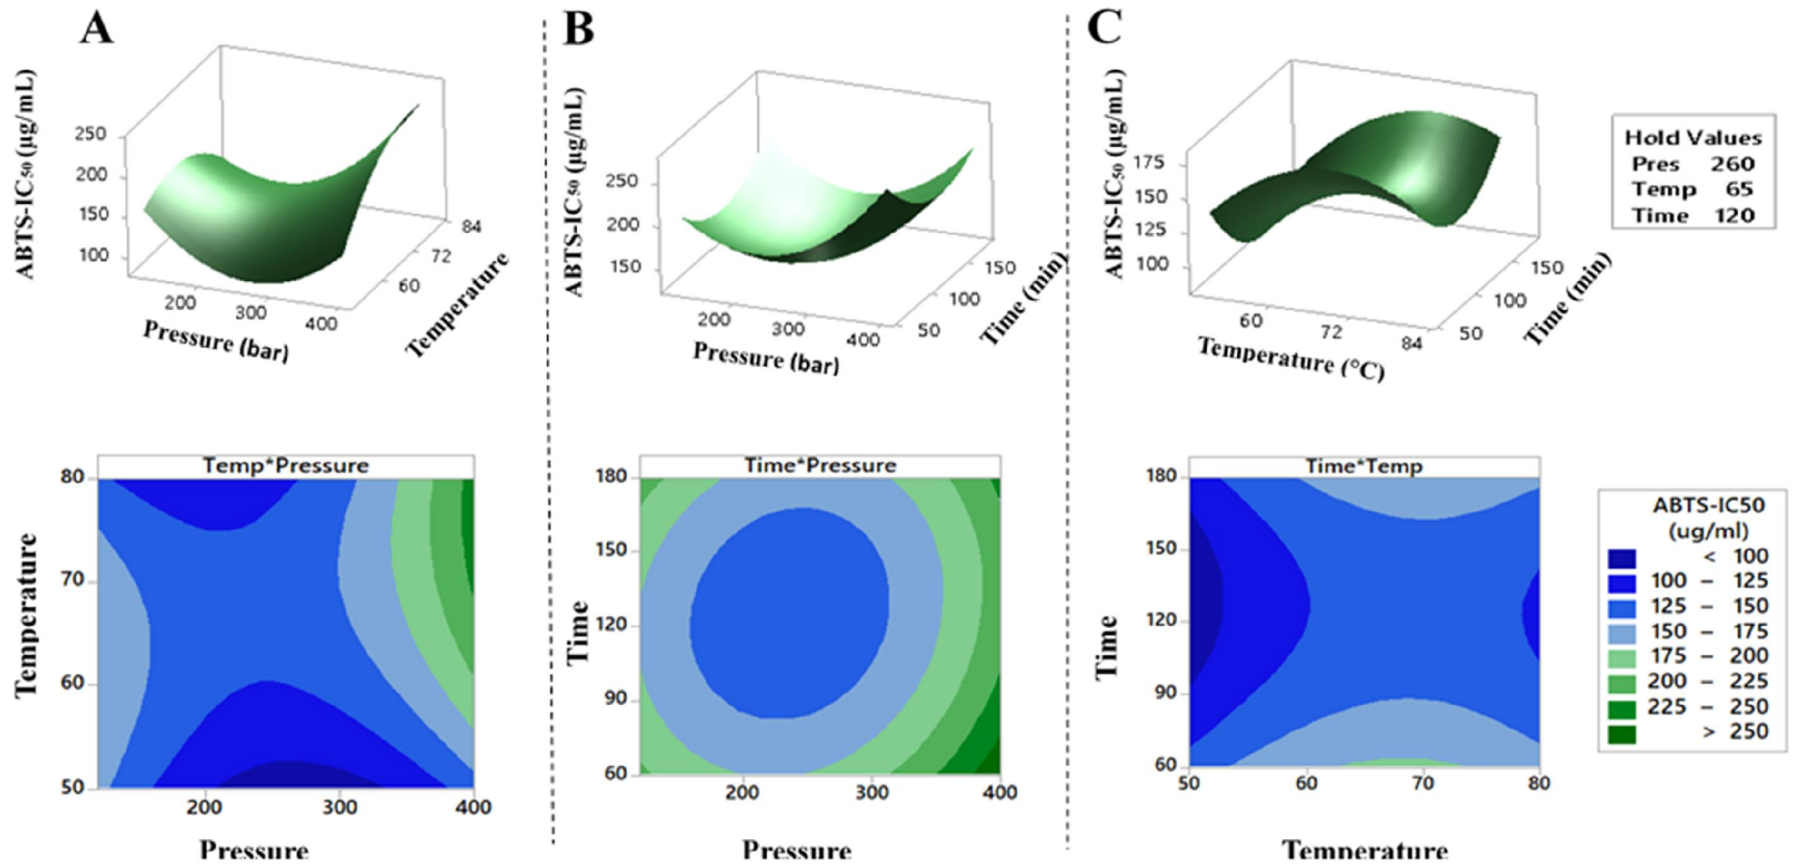 A
ABTS-IC50 (µg/mL)
250
200
150
100
200
300
400
Pressure (bar)
60
72
84
Temperature
B
ABTS-IC50 (µg/mL)
250
200
150
200
300
400
Pressure (bar)
50
100
150
Time (min)
C
ABTS-IC50 (µg/mL)
175
150
125
100
60
72
84
Temperature (°C)
50
100
150
Time (min)
Hold Values
Pres 260
Temp 65
Time 120
Temp*Pressure
Temperature
80
70
60
50
200
300
400
Pressure
Time*Pressure
Time
180
150
120
90
60
200
300
400
Pressure
Time*Temp
Time
180
150
120
90
60
50
60
70
80
Temperature
ABTS-IC50
(ug/ml)
< 100
100 – 125
125 – 150
150 – 175
175 – 200
200 – 225
225 – 250
> 250